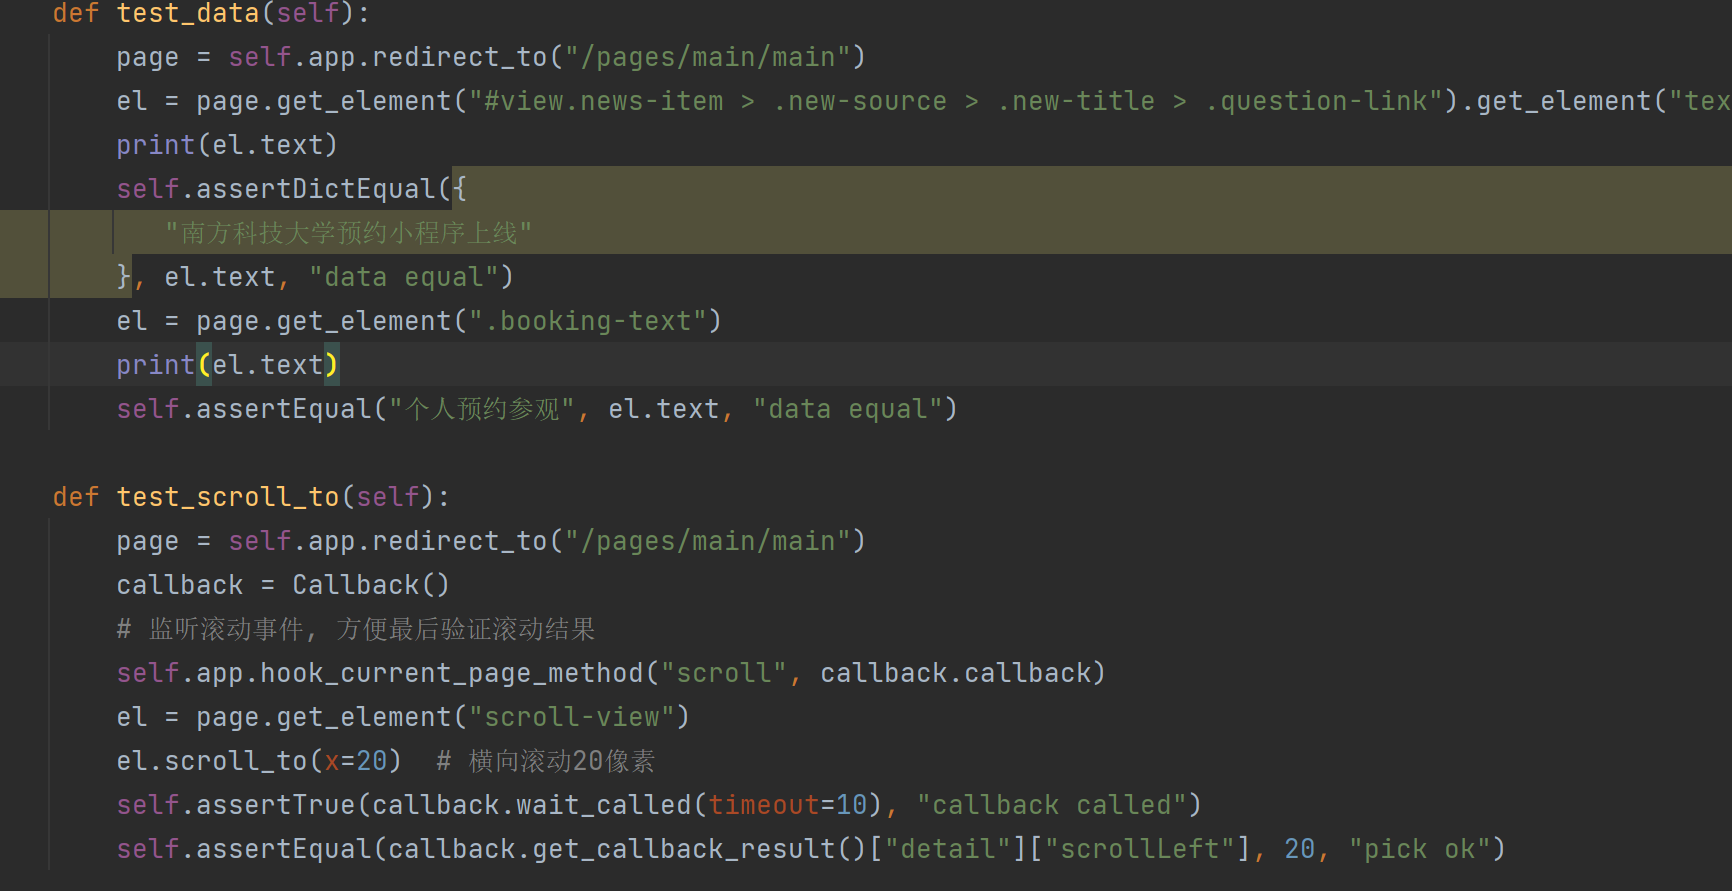 def test_data(self):
    page = self.app.redirect_to("/pages/main/main")
    el = page.get_element("#view.news-item > .new-source > .new-title > .question-link").get_element("tex
    print(el.text)
    self.assertDictEqual({
       "南方科技大学预约小程序上线"
    }, el.text, "data equal")
    el = page.get_element(".booking-text")
    print(el.text)
    self.assertEqual("个人预约参观", el.text, "data equal")
def test_scroll_to(self):
    page = self.app.redirect_to("/pages/main/main")
    callback = Callback()
    # 监听滚动事件, 方便最后验证滚动结果
    self.app.hook_current_page_method("scroll", callback.callback)
    el = page.get_element("scroll-view")
    el.scroll_to(x=20)  # 横向滚动20像素
    self.assertTrue(callback.wait_called(timeout=10), "callback called")
    self.assertEqual(callback.get_callback_result()["detail"]["scrollLeft"], 20, "pick ok")